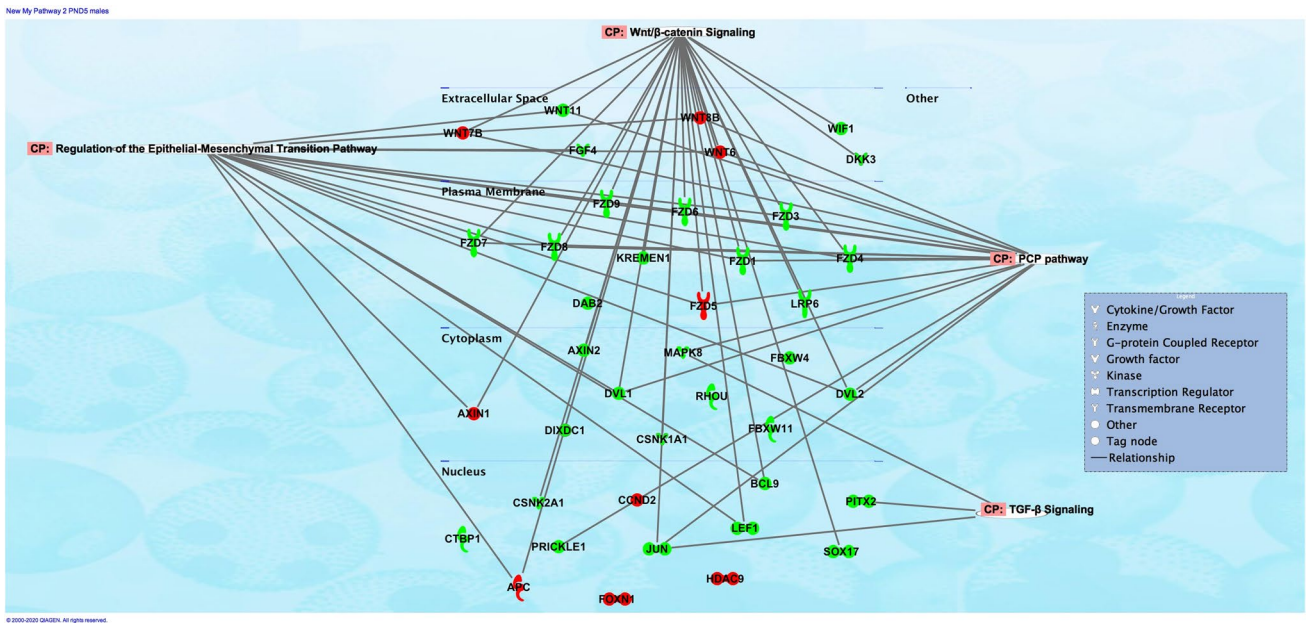 New My Pathway 2 PND5 males
CP: Wnt/β-catenin Signaling
Extracellular Space
Other
WNT11
WNT8B
WIF1
WNT7B
CP: Regulation of the Epithelial-Mesenchymal Transition Pathway
FGF4
WNT6
DKK3
Plasma Membrane
FZD9
FZD6
FZD3
FZD7
FZD8
KREMEN1
FZD1
FZD4
CP: PCP pathway
DAB2
FZD5
LRP6
Legend
Cytokine/Growth Factor
Enzyme
G-protein Coupled Receptor
Growth factor
Kinase
Transcription Regulator
Transmembrane Receptor
Other
Tag node
Relationship
Cytoplasm
AXIN2
MAPK8
FBXW4
DVL1
RHOU
DVL2
AXIN1
DIXDC1
CSNK1A1
FBXW11
Nucleus
BCL9
CSNK2A1
CCND2
PITX2
CP: TGF-β Signaling
LEF1
CTBP1
PRICKLE1
JUN
SOX17
APC
HDAC9
FOXN1
© 2000-2020 QIAGEN. All rights reserved.